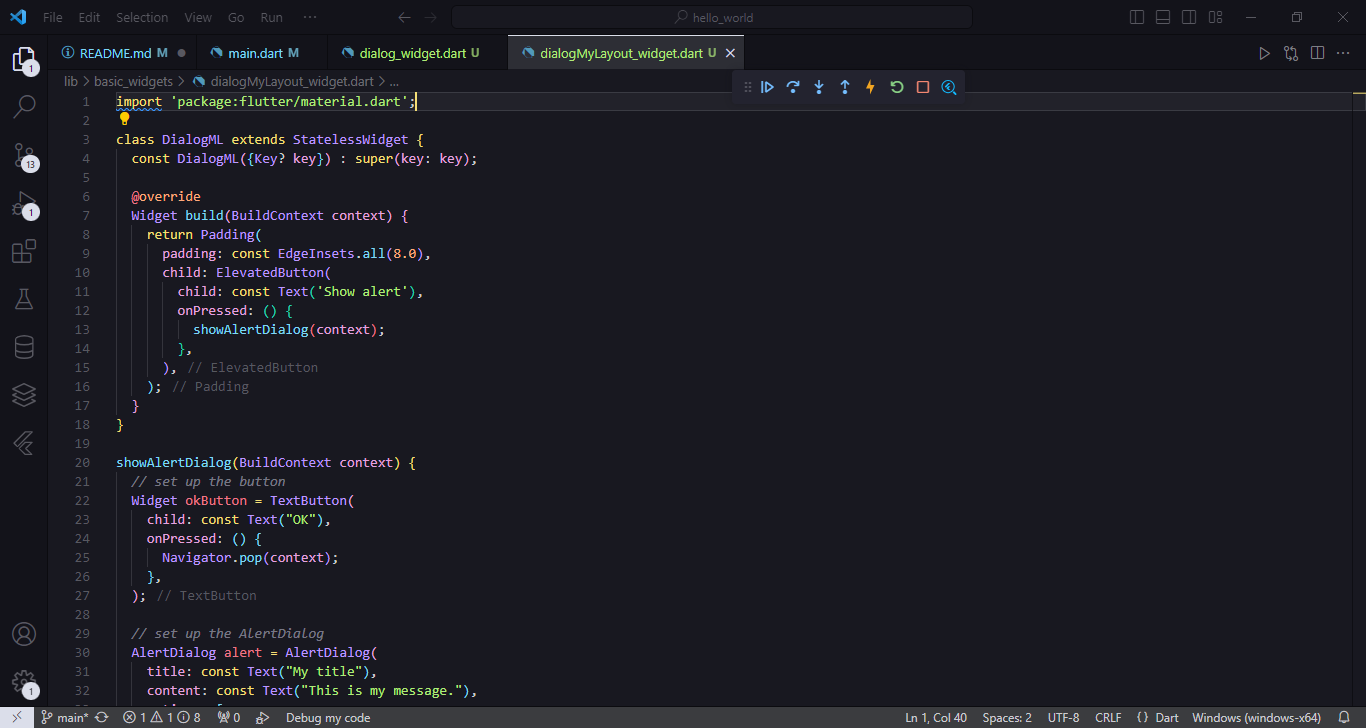 File Edit Selection View Go Run ··· hello_world
README.md M ● main.dart M dialog_widget.dart U dialogMyLayout_widget.dart U
lib > basic_widgets > dialogMyLayout_widget.dart > ...
1 import 'package:flutter/material.dart';
2
3 class DialogML extends StatelessWidget {
4 const DialogML({Key? key}) : super(key: key);
5
6 @override
7 Widget build(BuildContext context) {
8 return Padding(
9 padding: const EdgeInsets.all(8.0),
10 child: ElevatedButton(
11 child: const Text('Show alert'),
12 onPressed: () {
13 showAlertDialog(context);
14 },
15 ), // ElevatedButton
16 ); // Padding
17 }
18 }
19
20 showAlertDialog(BuildContext context) {
21 // set up the button
22 Widget okButton = TextButton(
23 child: const Text("OK"),
24 onPressed: () {
25 Navigator.pop(context);
26 },
27 ); // TextButton
28
29 // set up the AlertDialog
30 AlertDialog alert = AlertDialog(
31 title: const Text("My title"),
32 content: const Text("This is my message."),
1
13
1
1
main* 1 1 8 0 Debug my code Ln 1, Col 40 Spaces: 2 UTF-8 CRLF {} Dart Windows (windows-x64)